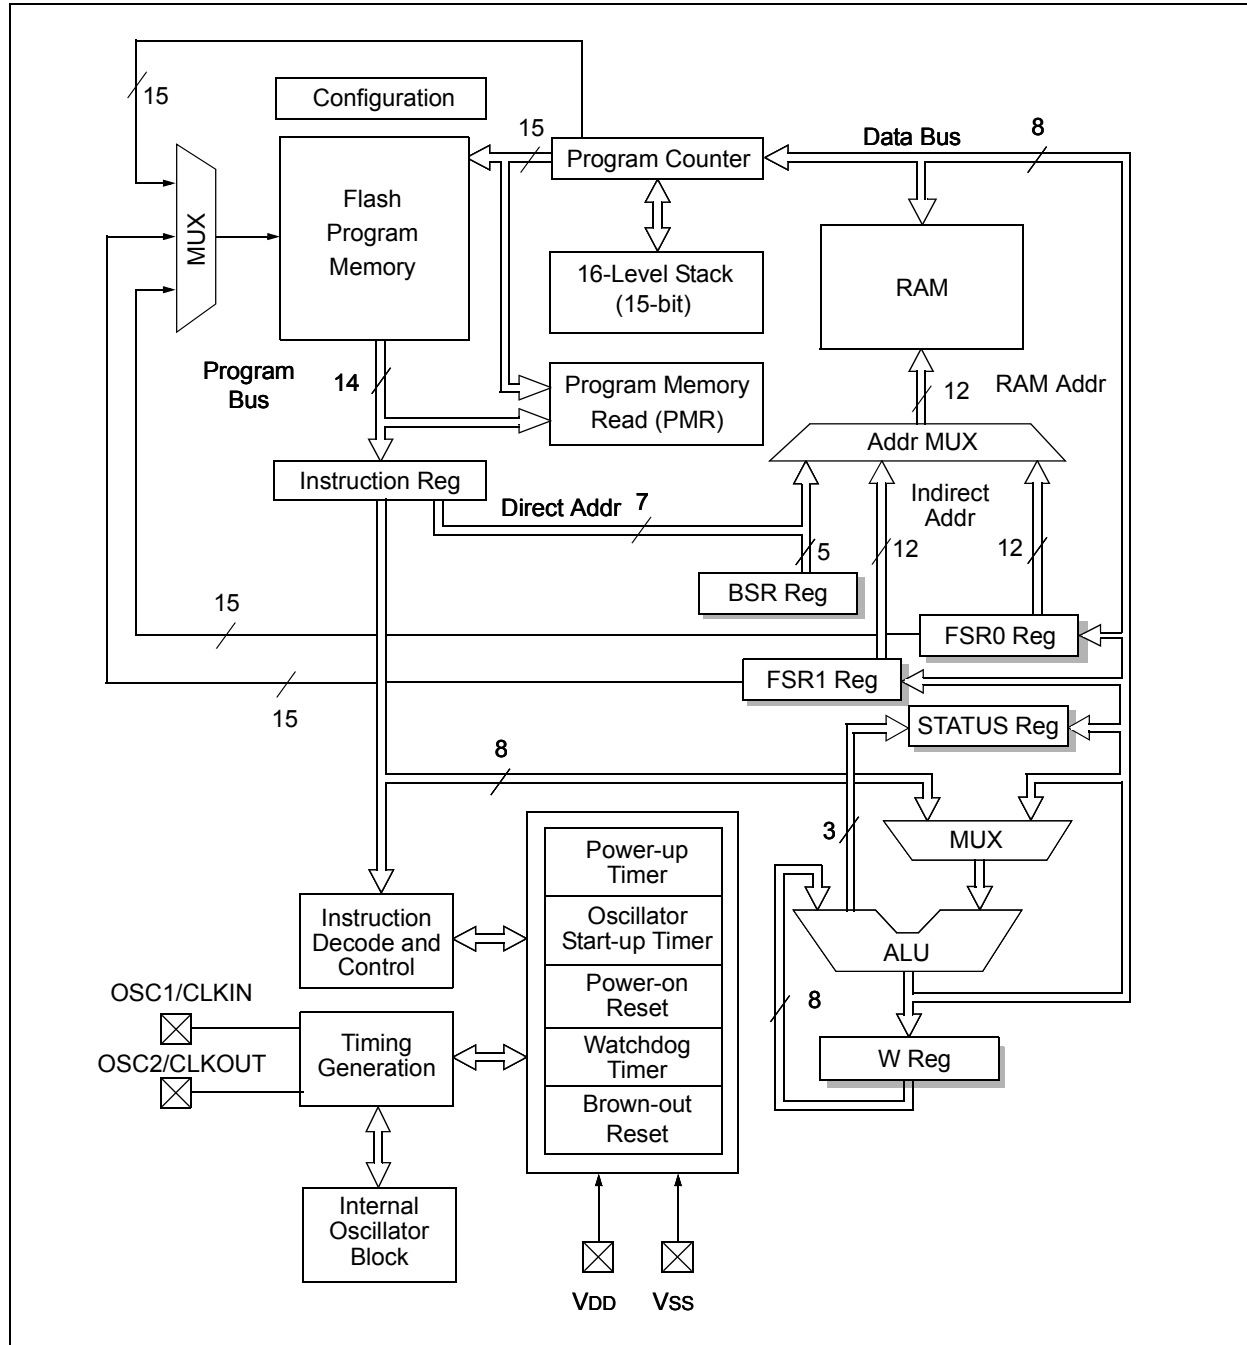 15
Configuration
15
Program Counter
Data Bus
8
MUX
Flash
Program
Memory
16-Level Stack
(15-bit)
RAM
Program
Bus
14
Program Memory
Read (PMR)
12
RAM Addr
Addr MUX
Instruction Reg
Direct Addr
7
Indirect
Addr
5
12
12
BSR Reg
15
FSR0 Reg
FSR1 Reg
15
STATUS Reg
8
3
MUX
Power-up
Timer
Instruction
Decode and
Control
Oscillator
Start-up Timer
ALU
OSC1/CLKIN
Power-on
Reset
8
OSC2/CLKOUT
Timing
Generation
Watchdog
Timer
W Reg
Brown-out
Reset
Internal
Oscillator
Block
VDD
VSS